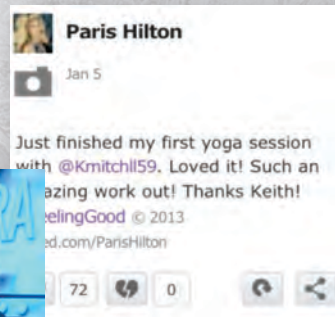 Paris Hilton
Jan 5
Just finished my first yoga session
with @Kmitchll59. Loved it! Such an
azing work out! Thanks Keith!
eelingGood © 2013
ed.com/ParisHilton
72 0
RA